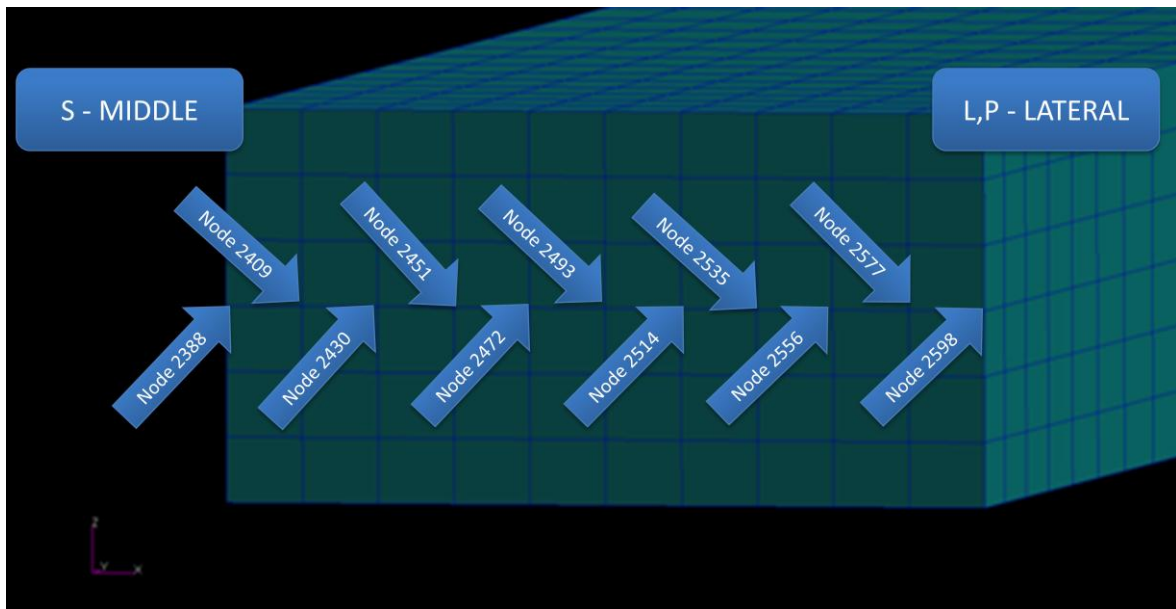 S - MIDDLE
L,P - LATERAL
Node 2409
Node 2451
Node 2493
Node 2535
Node 2577
Node 2388
Node 2430
Node 2472
Node 2514
Node 2556
Node 2598
Z
Y
X